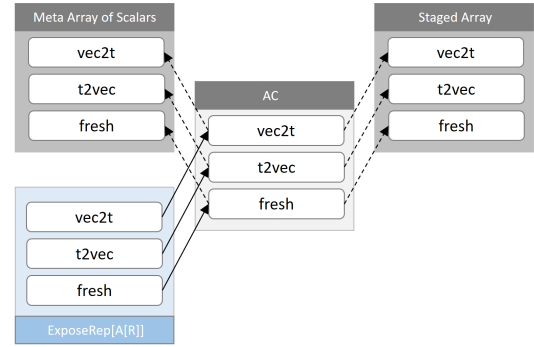 Meta Array of Scalars
vec2t
t2vec
fresh
Staged Array
vec2t
t2vec
fresh
AC
vec2t
t2vec
fresh
vec2t
t2vec
fresh
ExposeRep[A[R]]